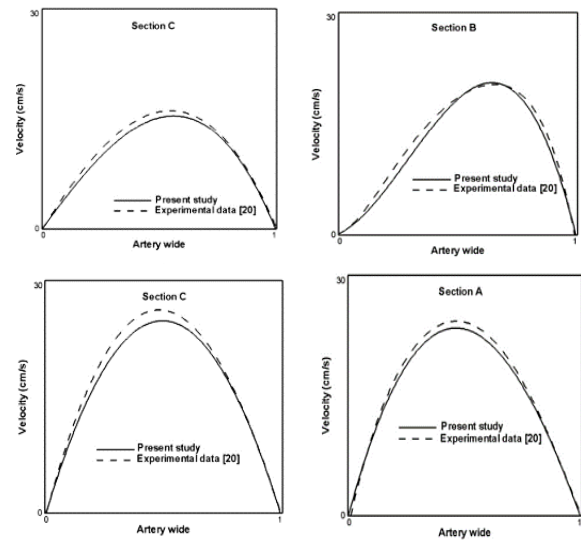 30
Section C
Velocity (cm/s)
Present study
Experimental data [20]
0
0
1
Artery wide
30
Section B
Velocity (cm/s)
Present study
Experimental data [20]
0
0
1
Artery wide
30
Section C
Velocity (cm/s)
Present study
Experimental data [20]
0
0
1
Artery wide
30
Section A
Velocity (cm/s)
Present study
Experimental data [20]
0
0
1
Artery wide